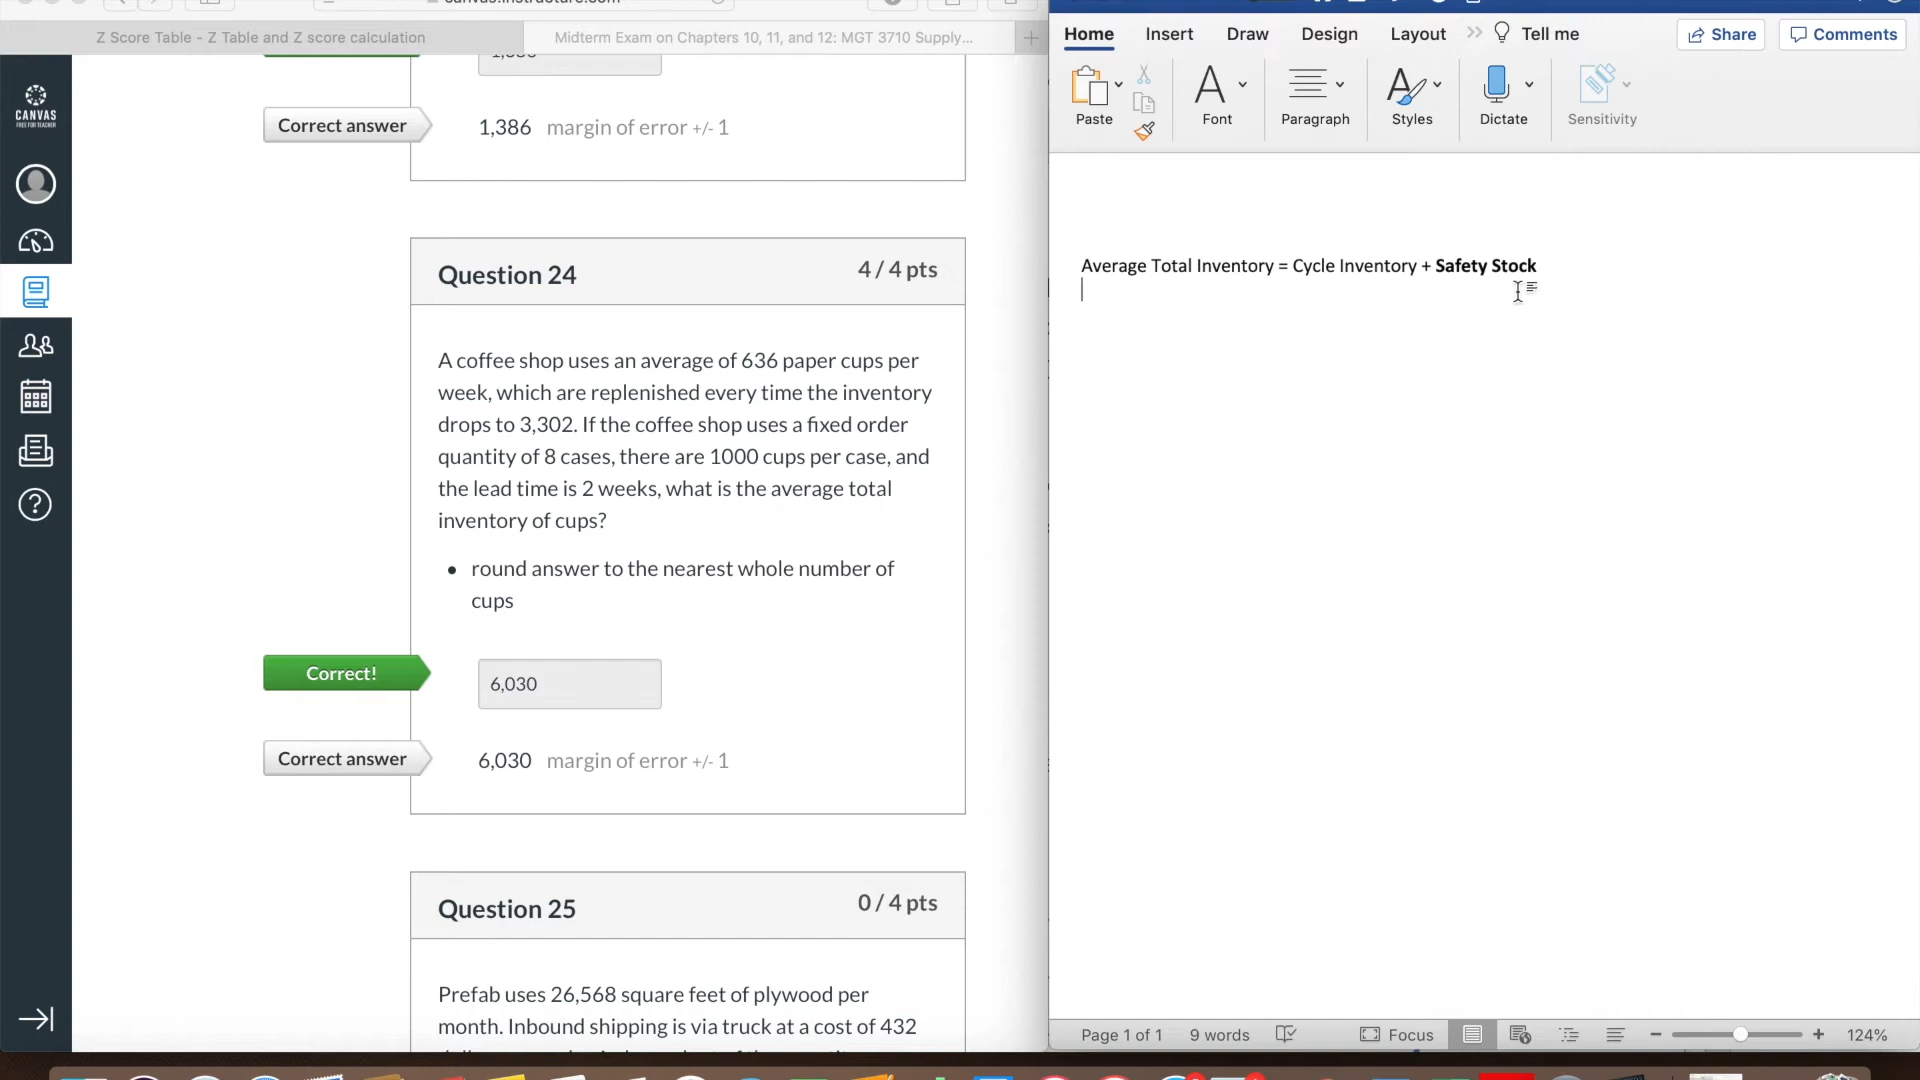 Z Score Table - Z Table and Z score calculation
Midterm Exam on Chapters 10, 11, and 12: MGT 3710 Supply...
Home
Insert
Draw
Design
Layout
Tell me
Share
Comments
Paste
Font
Paragraph
Styles
Dictate
Sensitivity
CANVAS
FREE FOR TEACHER
Correct answer
1,386 margin of error +/- 1
Question 24
4 / 4 pts
A coffee shop uses an average of 636 paper cups per
week, which are replenished every time the inventory
drops to 3,302. If the coffee shop uses a fixed order
quantity of 8 cases, there are 1000 cups per case, and
the lead time is 2 weeks, what is the average total
inventory of cups?
• round answer to the nearest whole number of
cups
Correct!
6,030
Correct answer
6,030 margin of error +/- 1
Question 25
0 / 4 pts
Prefab uses 26,568 square feet of plywood per
month. Inbound shipping is via truck at a cost of 432
Average Total Inventory = Cycle Inventory + Safety Stock
Page 1 of 1
9 words
Focus
124%